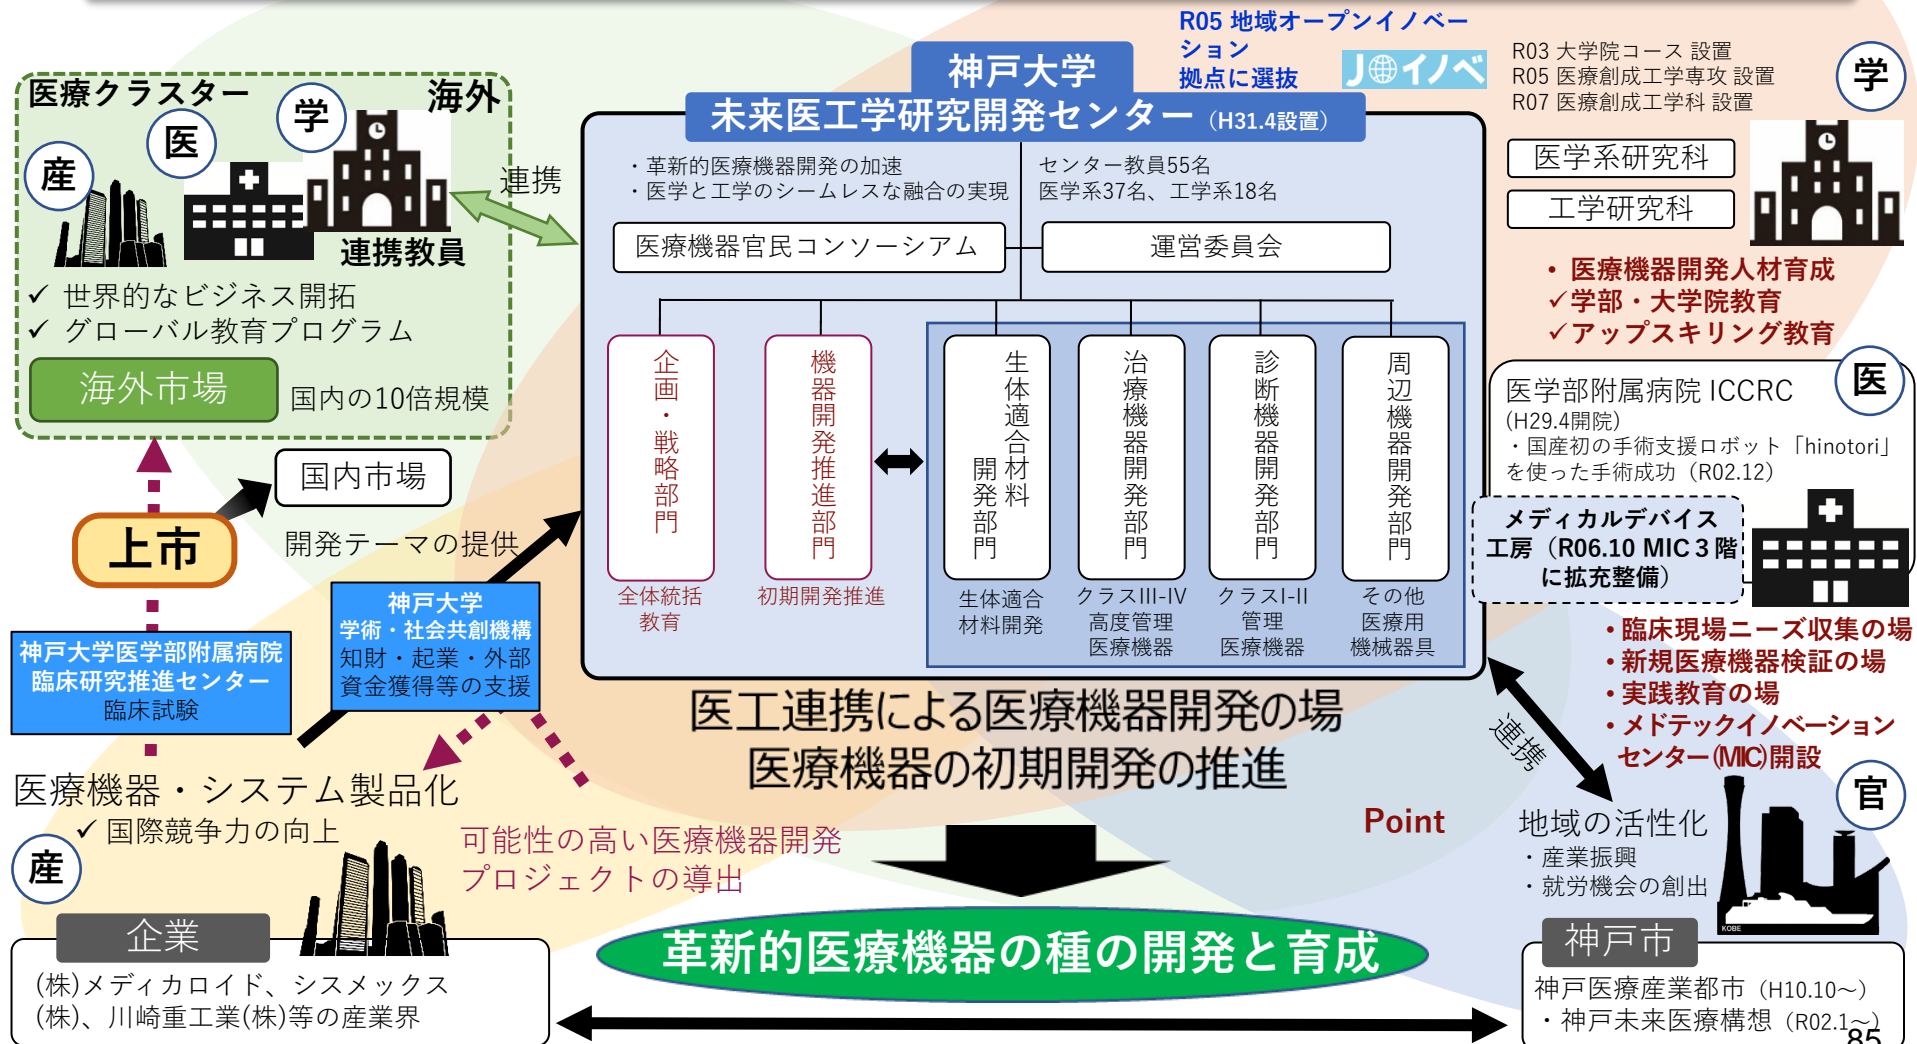 R05 地域オープンイノベー
ション
拠点に選抜
J イノベ
R03 大学院コース 設置
R05 医療創成工学専攻 設置
R07 医療創成工学科 設置
学
医療クラスター
海外
産
医
学
連携教員
✓ 世界的なビジネス開拓
✓ グローバル教育プログラム
海外市場
国内の10倍規模
連携
神戸大学
未来医工学研究開発センター（H31.4設置）
・革新的医療機器開発の加速
・医学と工学のシームレスな融合の実現
センター教員55名
医学系37名、工学系18名
医療機器官民コンソーシアム
運営委員会
企画・戦略部門
機器開発推進部門
生体適合材料
開発部門
治療機器開発部門
診断機器開発部門
周辺機器開発部門
全体統括
教育
初期開発推進
生体適合
材料開発
クラスIII-IV
高度管理
医療機器
クラスI-II
管理
医療機器
その他
医療用
機械器具
医学系研究科
工学研究科
• 医療機器開発人材育成
✓学部・大学院教育
✓アップスキリング教育
医
医学部附属病院 ICCRC
(H29.4開院)
・国産初の手術支援ロボット「hinotori」
を使った手術成功（R02.12）
メディカルデバイス
工房（R06.10 MIC３階
に拡充整備）
• 臨床現場ニーズ収集の場
• 新規医療機器検証の場
• 実践教育の場
• メドテックイノベーション
センター(MIC)開設
国内市場
上市
開発テーマの提供
神戸大学
学術・社会共創機構
知財・起業・外部
資金獲得等の支援
神戸大学医学部附属病院
臨床研究推進センター
臨床試験
医療機器・システム製品化
✓ 国際競争力の向上
産
可能性の高い医療機器開発
プロジェクトの導出
医工連携による医療機器開発の場
医療機器の初期開発の推進
革新的医療機器の種の開発と育成
Point
連携
官
地域の活性化
・産業振興
・就労機会の創出
KOBE
企業
(株)メディカロイド、シスメックス
(株)、川崎重工業(株)等の産業界
神戸市
神戸医療産業都市（H10.10～）
・神戸未来医療構想（R02.1～）
85